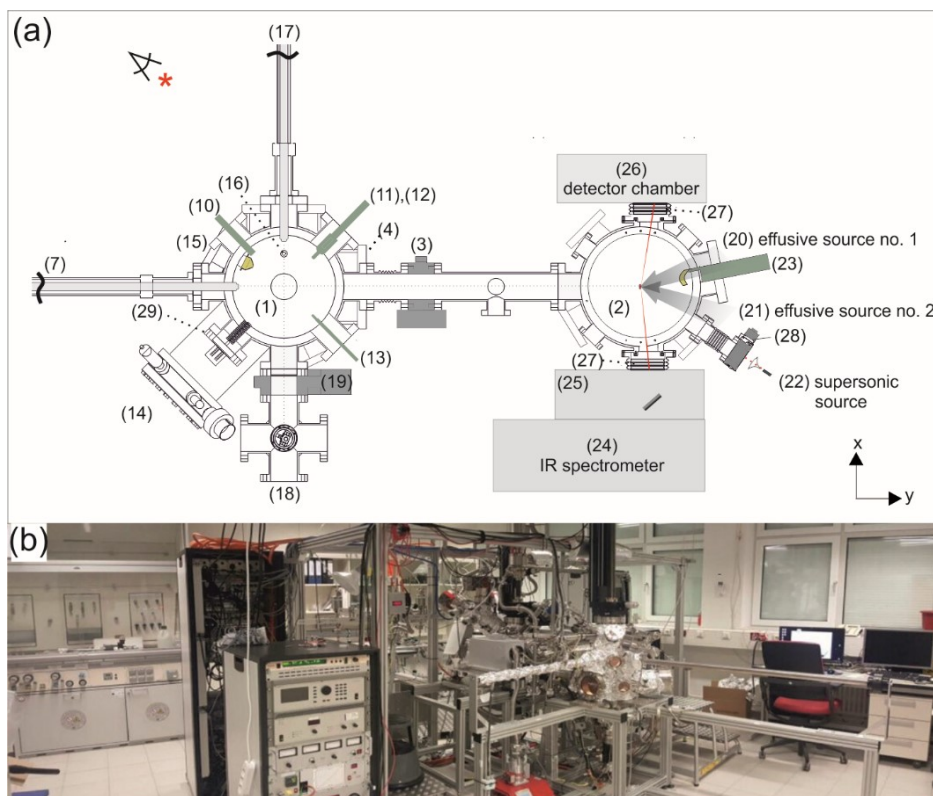 (a)
(17)
(16)
(10)
(11),(12)
(15)
(4)
(3)
(7)
(1)
(29)
(13)
(19)
(14)
(18)
(26)
detector chamber
(27)
(20) effusive source no. 1
(23)
(2)
(21) effusive source no. 2
(28)
(27)
(25)
(22) supersonic
source
(24)
IR spectrometer
x
y
*
(b)